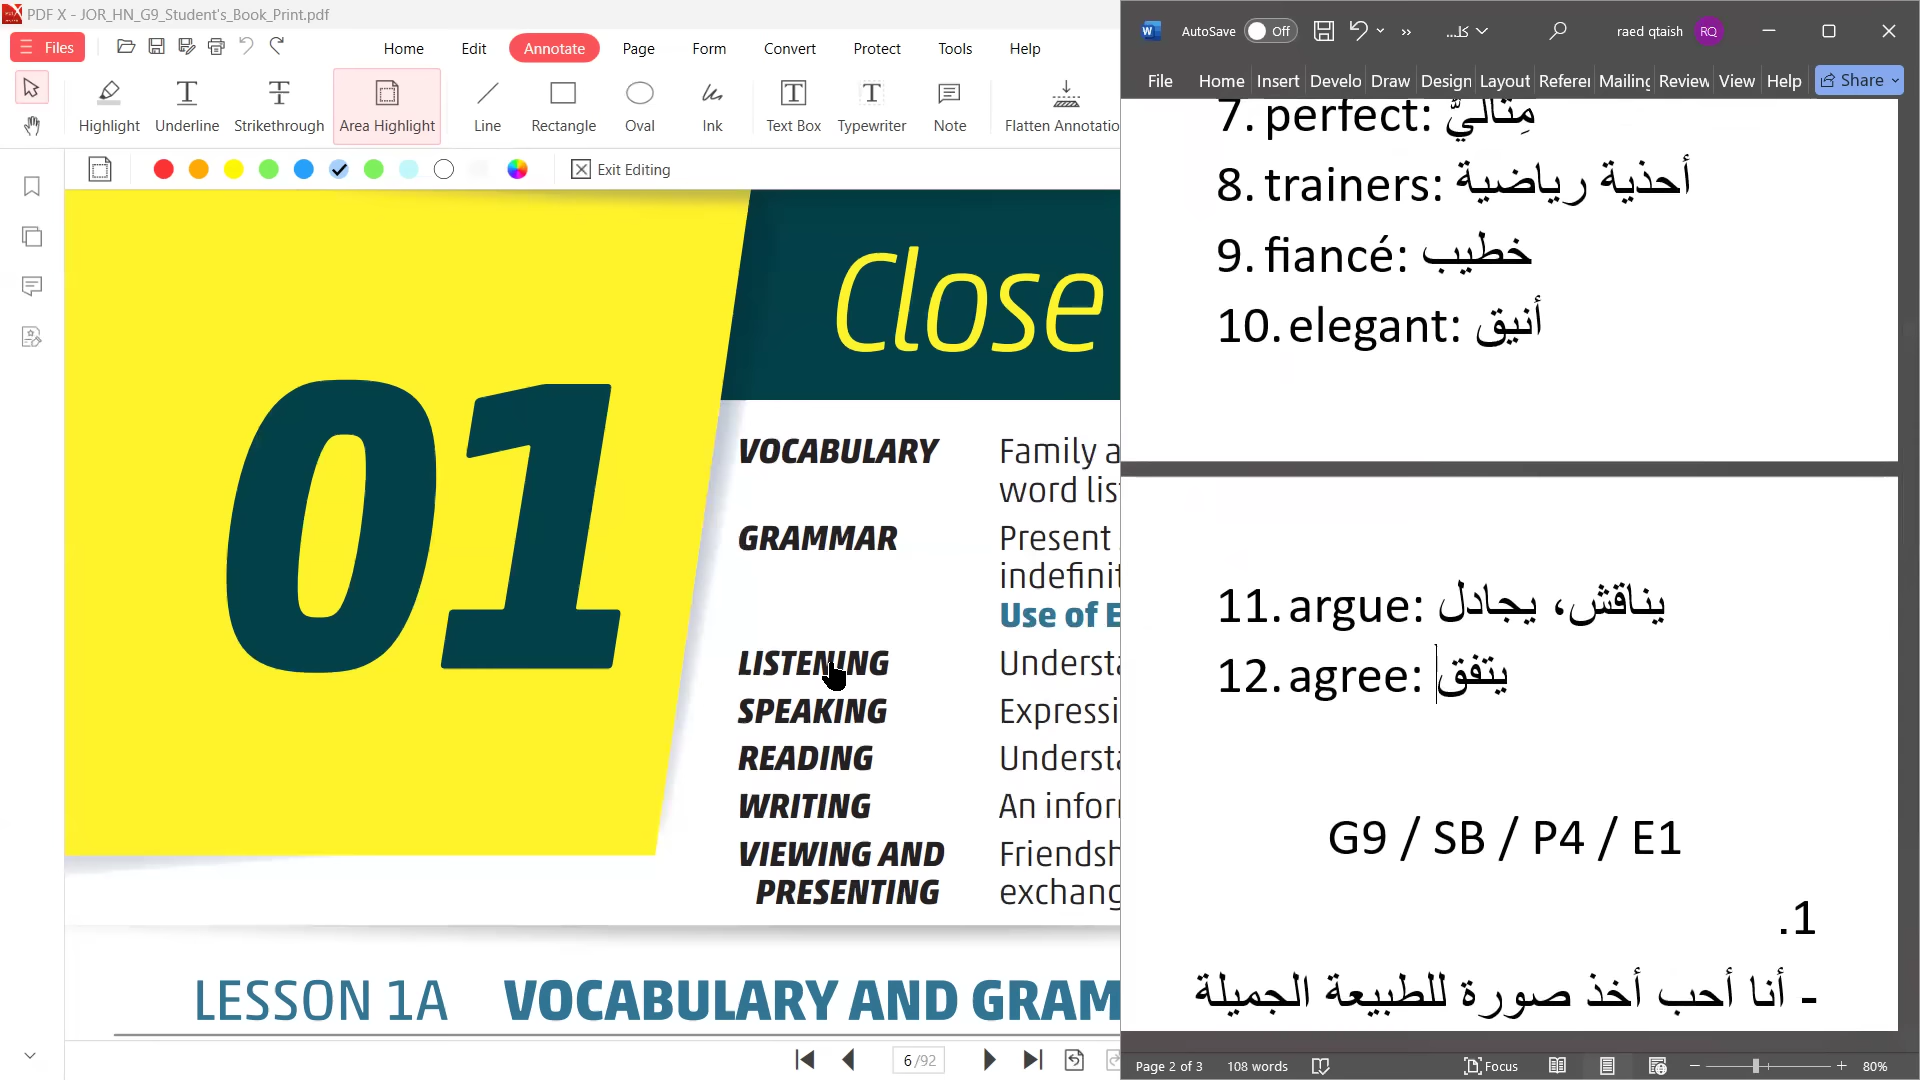 PDF X - JOR_HN_G9_Student's_Book_Print.pdf
Files
Home Edit Annotate Page Form Convert Protect Tools Help
Highlight Underline Strikethrough Area Highlight Line Rectangle Oval Ink Text Box Typewriter Note Flatten Annotatio
Exit Editing
01
Close
VOCABULARY Family a
word lis
GRAMMAR Present
indefinit
Use of E
LISTENING Understa
SPEAKING Expressi
READING Understa
WRITING An infor
VIEWING AND Friendsh
PRESENTING exchang
LESSON 1A VOCABULARY AND GRAM
6 /92
AutoSave Off
raed qtaish RQ
File Home Insert Develo Draw Design Layout Referer Mailing Review View Help Share
7. perfect: مِثاليٌّ
8. trainers: أحذية رياضية
9. fiancé: خطيب
10. elegant: أنيق
11. argue: يناقش، يجادل
12. agree: يتفق
G9 / SB / P4 / E1
.1
- أنا أحب أخذ صورة للطبيعة الجميلة
Page 2 of 3 108 words Focus 80%